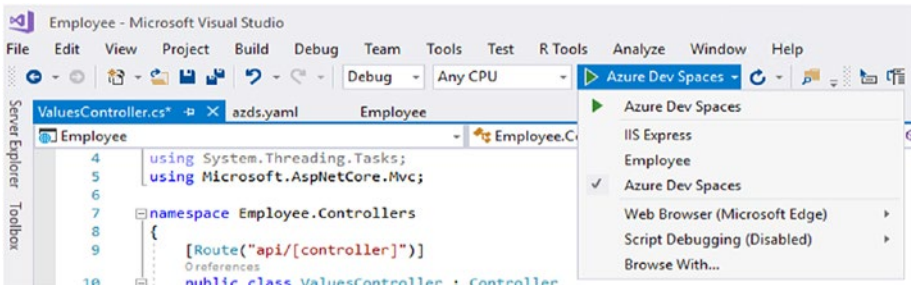 Employee - Microsoft Visual Studio
File Edit View Project Build Debug Team Tools Test R Tools Analyze Window Help
Debug Any CPU Azure Dev Spaces
ValuesController.cs* azds.yaml Employee
Employee Employee.Co
Server Explorer
Toolbox
4 using System.Threading.Tasks;
5 using Microsoft.AspNetCore.Mvc;
6
7 namespace Employee.Controllers
8 {
9 [Route("api/[controller]")]
0 references
10 public class ValuesController : Controller
Azure Dev Spaces
IIS Express
Employee
Azure Dev Spaces
Web Browser (Microsoft Edge)
Script Debugging (Disabled)
Browse With...